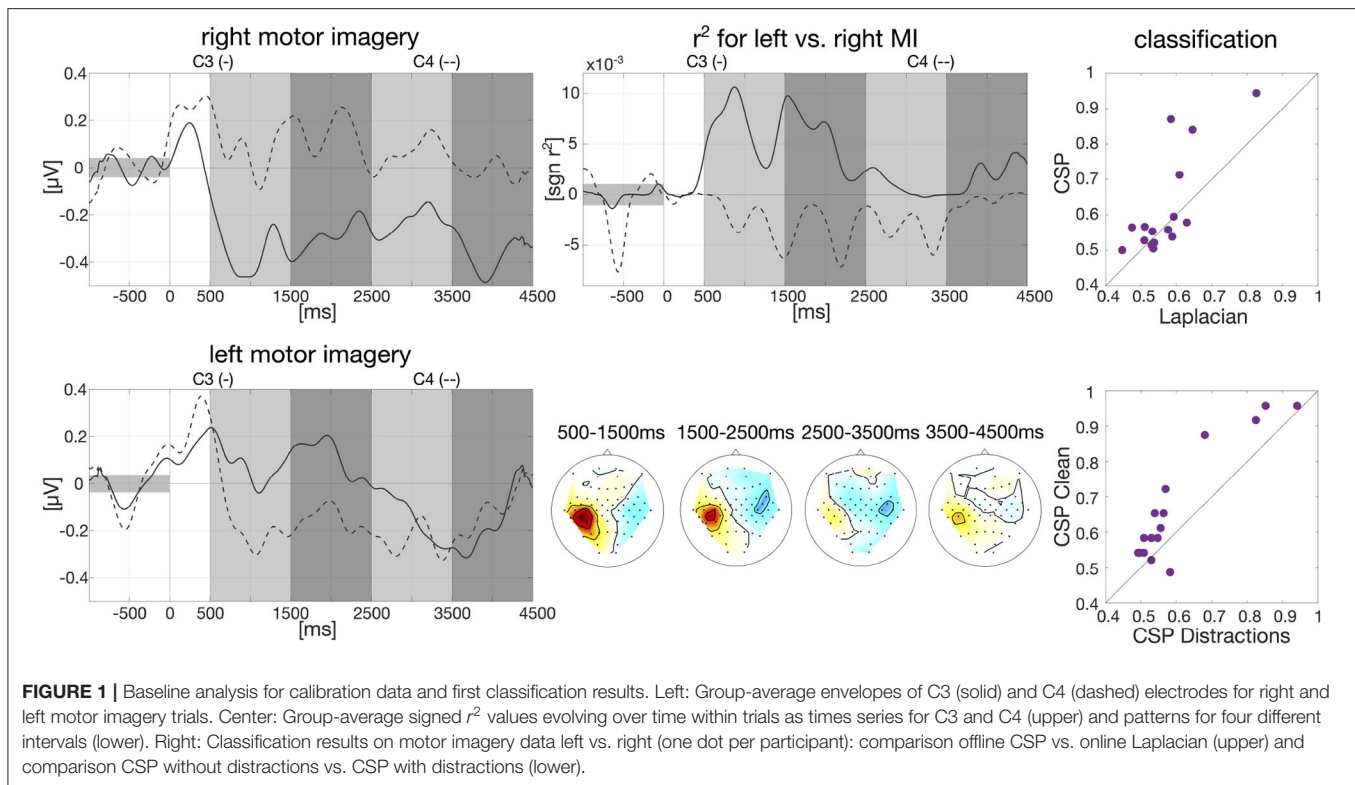 right motor imagery
C3 (-)
C4 (--)
[µV]
0.4
0.2
0
-0.2
-0.4
-500
0
500
1500
2500
3500
4500
[ms]
r² for left vs. right MI
x10⁻³
C3 (-)
C4 (--)
[sgn r²]
10
5
0
-5
-500
0
500
1500
2500
3500
4500
[ms]
classification
CSP
1
0.9
0.8
0.7
0.6
0.5
0.4
0.4
0.5
0.6
0.7
0.8
0.9
1
Laplacian
left motor imagery
C3 (-)
C4 (--)
[µV]
0.4
0.2
0
-0.2
-0.4
-500
0
500
1500
2500
3500
4500
[ms]
500-1500ms
1500-2500ms
2500-3500ms
3500-4500ms
CSP Clean
1
0.9
0.8
0.7
0.6
0.5
0.4
0.4
0.5
0.6
0.7
0.8
0.9
1
CSP Distractions
FIGURE 1 | Baseline analysis for calibration data and first classification results. Left: Group-average envelopes of C3 (solid) and C4 (dashed) electrodes for right and
left motor imagery trials. Center: Group-average signed r² values evolving over time within trials as times series for C3 and C4 (upper) and patterns for four different
intervals (lower). Right: Classification results on motor imagery data left vs. right (one dot per participant): comparison offline CSP vs. online Laplacian (upper) and
comparison CSP without distractions vs. CSP with distractions (lower).